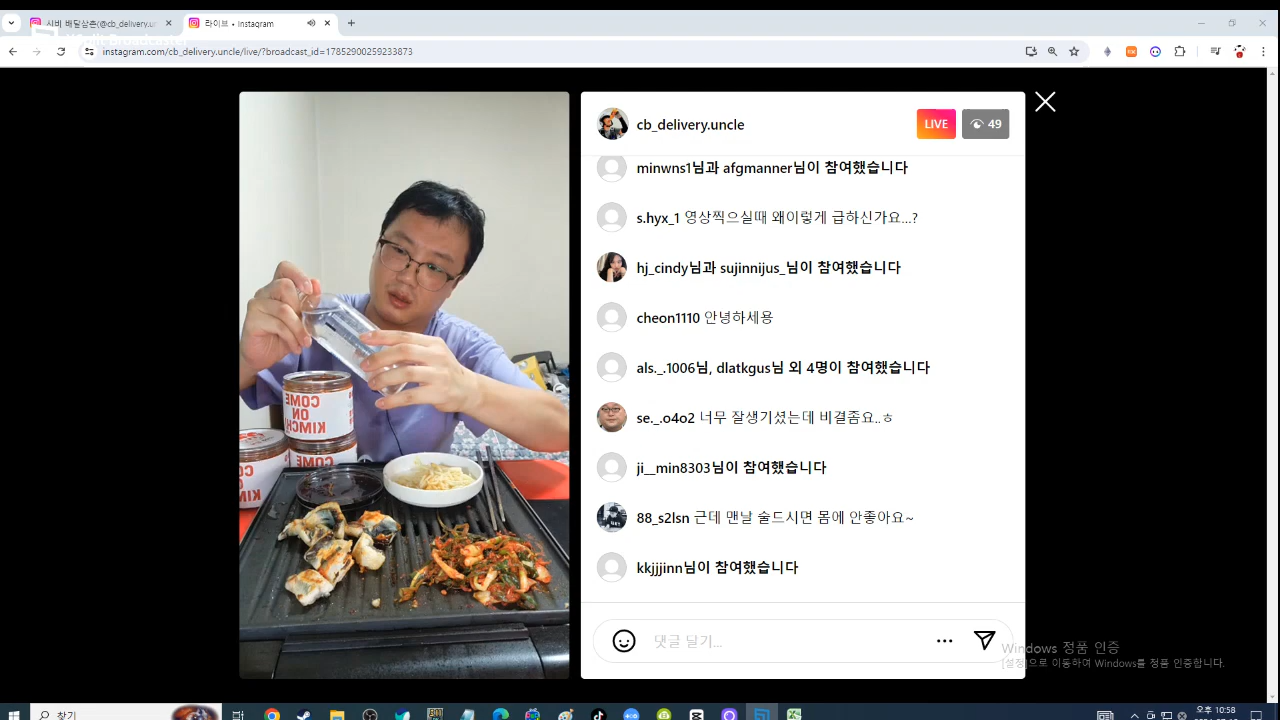 시버 배달삼촌(@cb_delivery.un
라이브 • Instagram
instagram.com/cb_delivery.uncle/live/?broadcast_id=17852900259233873
cb_delivery.uncle
LIVE
49
minwns1님과 afgmanner님이 참여했습니다
s.hyx_1 영상찍으실때 왜이렇게 급하신가요...?
hj_cindy님과 sujinnijus_님이 참여했습니다
cheon1110 안녕하세용
als._.1006님, dlatkgus님 외 4명이 참여했습니다
se._.o4o2 너무 잘생기셨는데 비결좀요..ㅎ
ji__min8303님이 참여했습니다
88_s2lsn 근데 맨날 술드시면 몸에 안좋아요~
kkjjjinn님이 참여했습니다
댓글 달기...
COME
ON
KIMCHI
COME
COME
ON
Windows 정품 인증
[설정]으로 이동하여 Windows를 정품 인증합니다.
찾기
오후 10:58